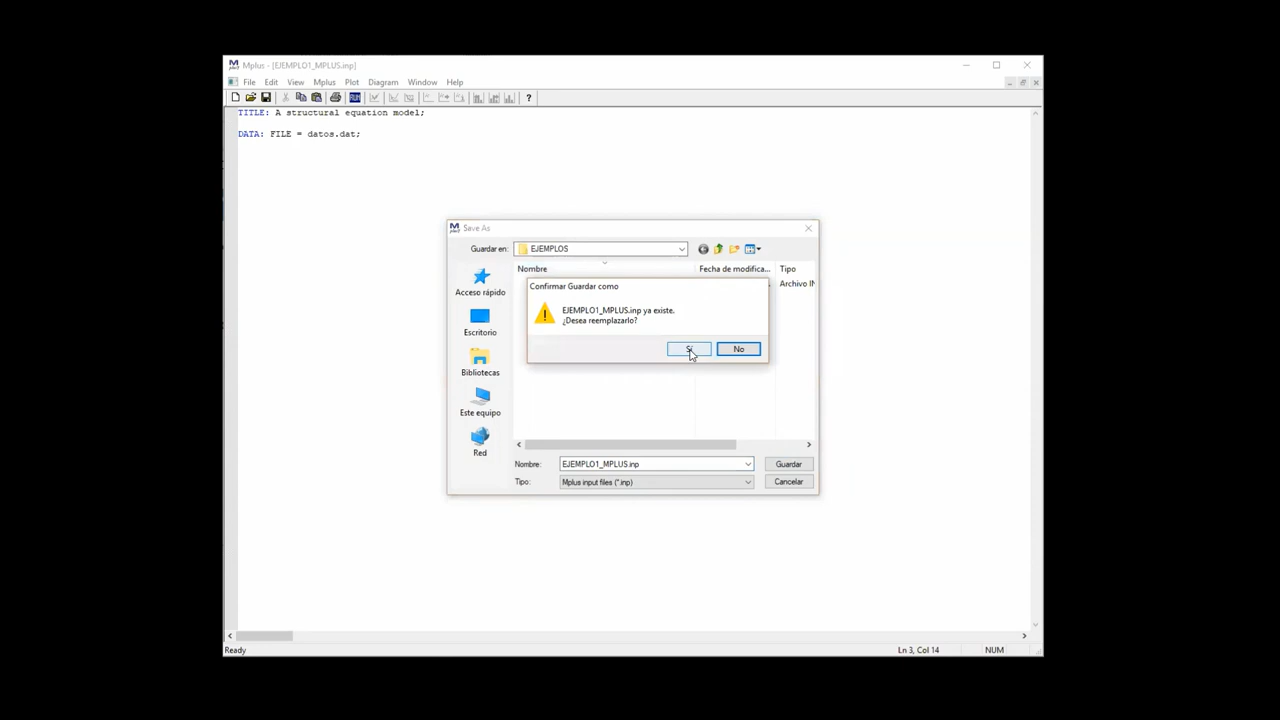 Mplus - [EJEMPLO1_MPLUS.inp]
File Edit View Mplus Plot Diagram Window Help
RUN
TITLE: A structural equation model;
DATA: FILE = datos.dat;
Save As
Guardar en: EJEMPLOS
Nombre Fecha de modifica... Tipo
Archivo IN
Acceso rápido
Escritorio
Bibliotecas
Este equipo
Red
Confirmar Guardar como
EJEMPLO1_MPLUS.inp ya existe.
¿Desea reemplazarlo?
Sí No
Nombre: EJEMPLO1_MPLUS.inp Guardar
Tipo: Mplus input files (*.inp) Cancelar
Ready Ln 3, Col 14 NUM